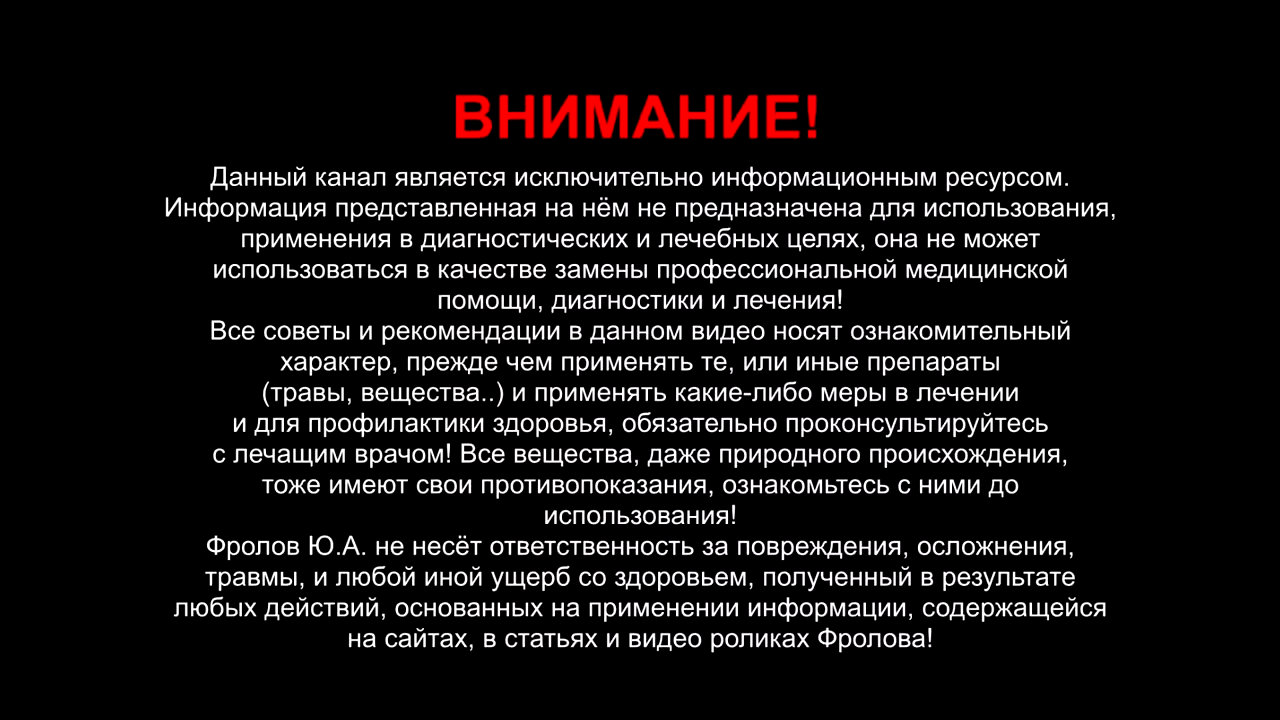 ВНИМАНИЕ!
Данный канал является исключительно информационным ресурсом.
Информация представленная на нём не предназначена для использования,
применения в диагностических и лечебных целях, она не может
использоваться в качестве замены профессиональной медицинской
помощи, диагностики и лечения!
Все советы и рекомендации в данном видео носят ознакомительный
характер, прежде чем применять те, или иные препараты
(травы, вещества..) и применять какие-либо меры в лечении
и для профилактики здоровья, обязательно проконсультируйтесь
с лечащим врачом! Все вещества, даже природного происхождения,
тоже имеют свои противопоказания, ознакомьтесь с ними до
использования!
Фролов Ю.А. не несёт ответственность за повреждения, осложнения,
травмы, и любой иной ущерб со здоровьем, полученный в результате
любых действий, основанных на применении информации, содержащейся
на сайтах, в статьях и видео роликах Фролова!